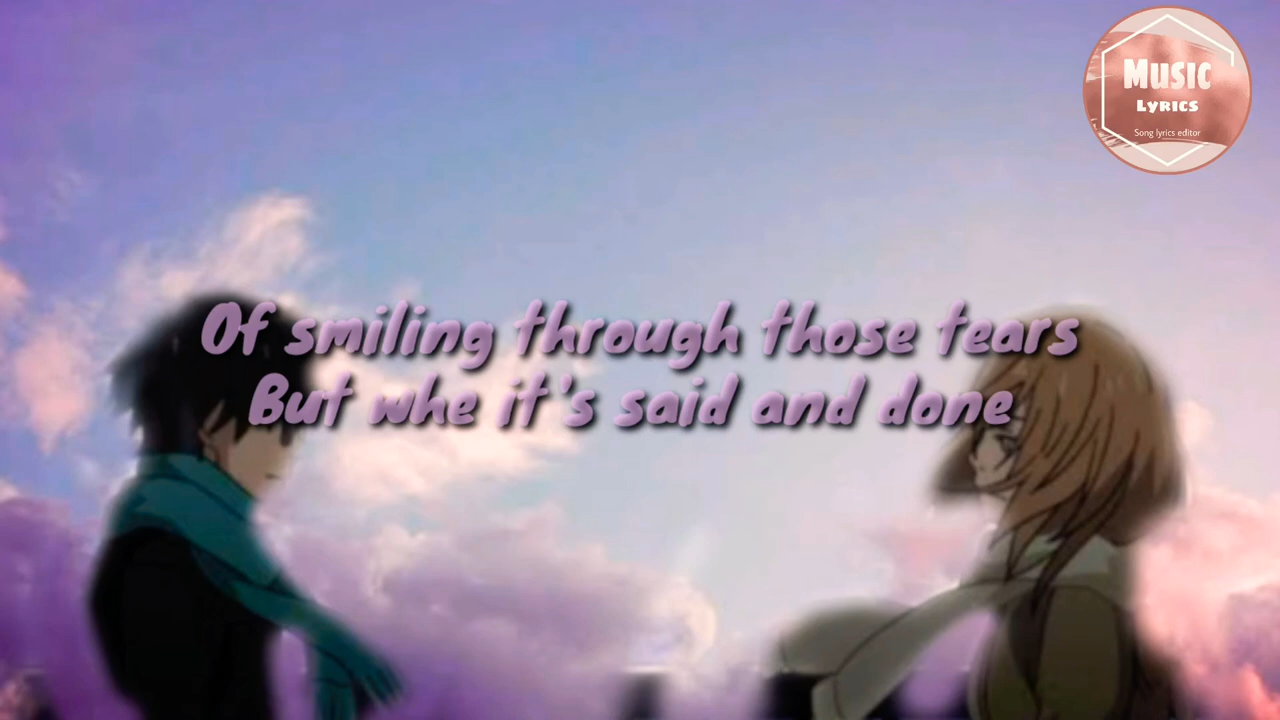 Music
Lyrics
Song lyrics editor
Of smiling through those tears
But whe it's said and done